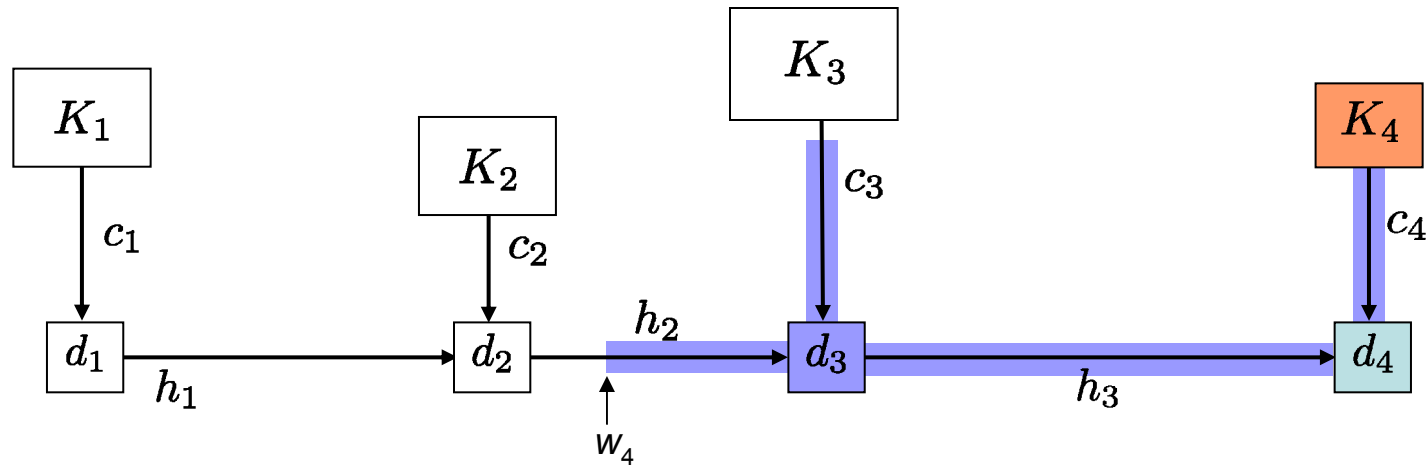 K₁
K₂
K₃
K₄
c₁
c₂
c₃
c₄
d₁
h₁
d₂
h₂
d₃
h₃
d₄
w₄